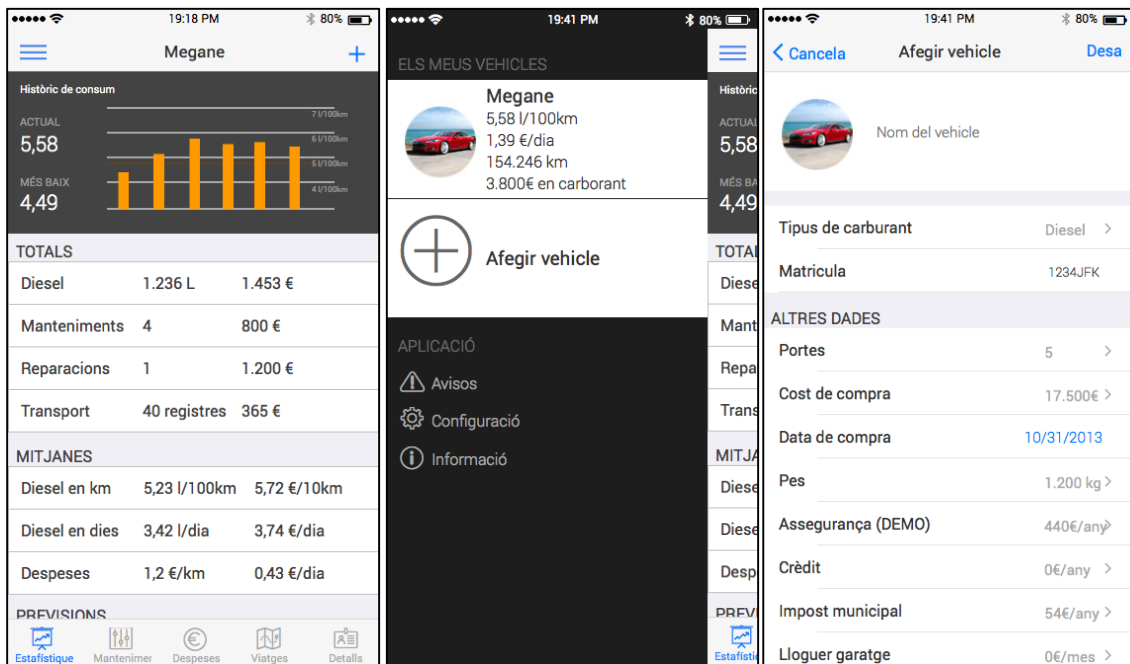 19:18 PM
80%
Megane
+
Històric de consum
ACTUAL
5,58
MÉS BAIX
4,49
7 l/100km
6 l/100km
5 l/100km
4 l/100km
TOTALS
Diesel 1.236 L 1.453 €
Manteniments 4 800 €
Reparacions 1 1.200 €
Transport 40 registres 365 €
MITJANES
Diesel en km 5,23 l/100km 5,72 €/10km
Diesel en dies 3,42 l/dia 3,74 €/dia
Despeses 1,2 €/km 0,43 €/dia
PREVISIONS
Estafístique Mantenimer Despeses Viatges Detalls
19:41 PM
80%
ELS MEUS VEHICLES
Megane
5,58 l/100km
1,39 €/dia
154.246 km
3.800€ en carborant
Afegir vehicle
APLICACIÓ
Avisos
Configuració
Informació
Històric
ACTUAL
5,58
MÉS BA
4,49
TOTAL
Diese
Mant
Repa
Trans
MITJA
Diese
Diese
Desp
PREVI
Estafísti
19:41 PM
80%
Cancela Afegir vehicle Desa
Nom del vehicle
Tipus de carburant Diesel >
Matricula 1234JFK
ALTRES DADES
Portes 5 >
Cost de compra 17.500€ >
Data de compra 10/31/2013
Pes 1.200 kg >
Assegurança (DEMO) 440€/any >
Crèdit 0€/any >
Impost municipal 54€/any >
Lloguer garatge 0€/mes >